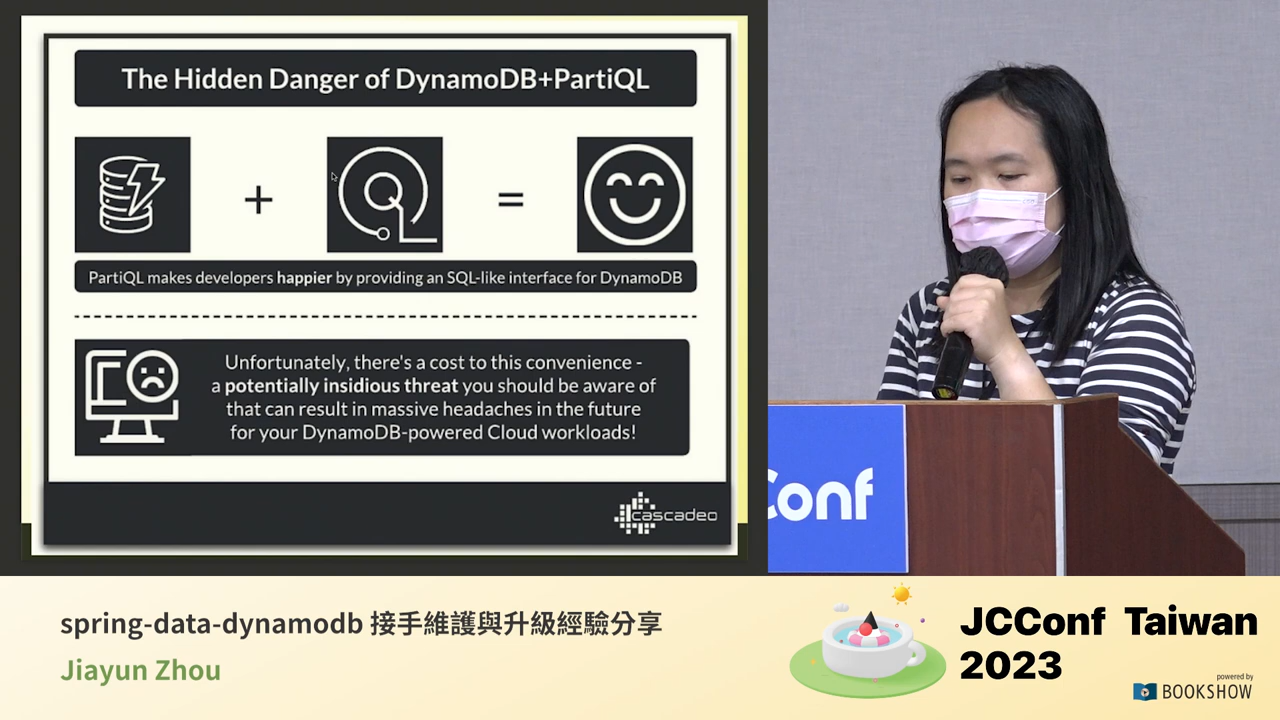 The Hidden Danger of DynamoDB+PartiQL
+
=
PartiQL makes developers happier by providing an SQL-like interface for DynamoDB
Unfortunately, there's a cost to this convenience -
a potentially insidious threat you should be aware of
that can result in massive headaches in the future
for your DynamoDB-powered Cloud workloads!
cascadeo
Conf
spring-data-dynamodb 接手維護與升級經驗分享
Jiayun Zhou
JCConf Taiwan
2023
powered by
BOOKSHOW